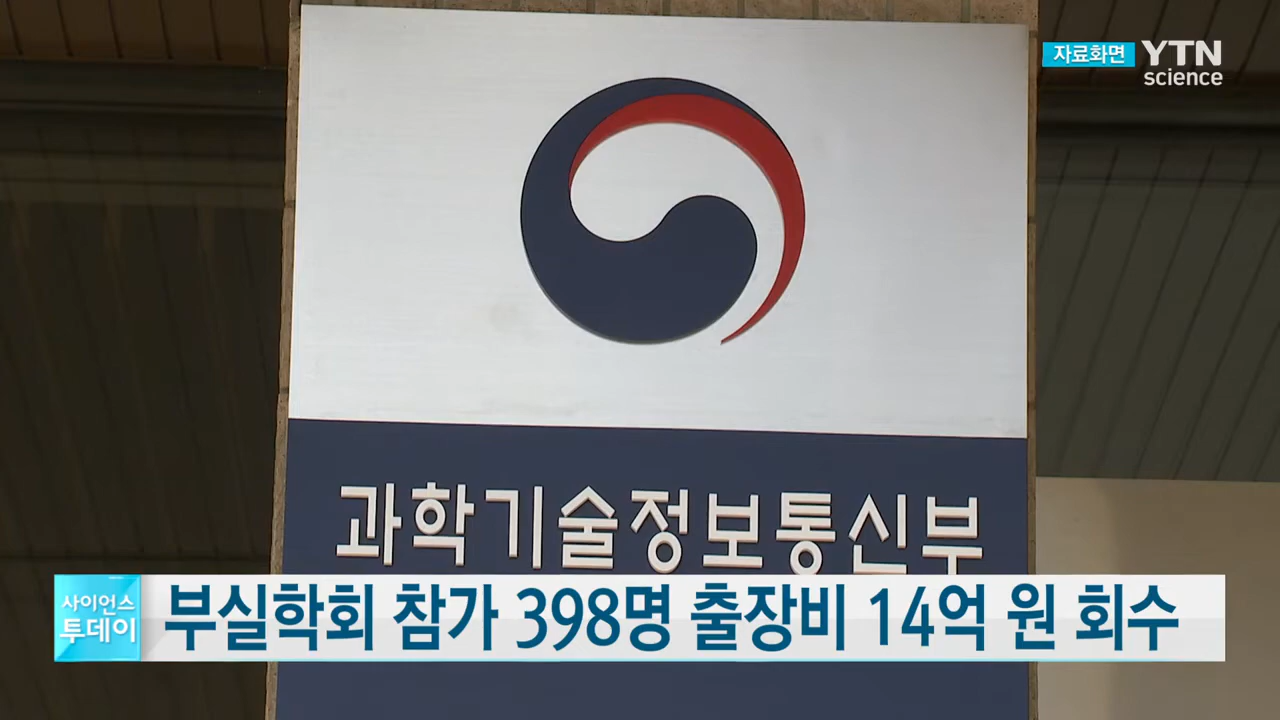 자료화면
YTN
science
과학기술정보통신부
사이언스
투데이
부실학회 참가 398명 출장비 14억 원 회수